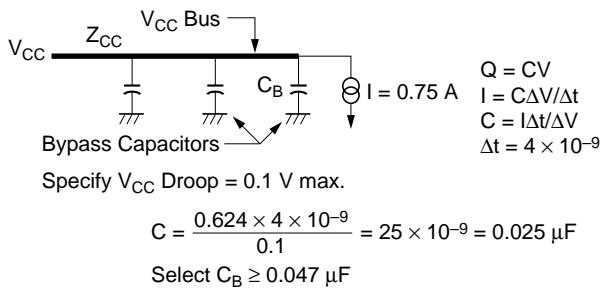 V_CC Bus
V_CC
Z_CC
C_B
I = 0.75 A
Q = CV
I = CΔV/Δt
C = IΔt/ΔV
Δt = 4 × 10⁻⁹
Bypass Capacitors
Specify V_CC Droop = 0.1 V max.
C = 0.624 × 4 × 10⁻⁹ / 0.1 = 25 × 10⁻⁹ = 0.025 μF
Select C_B ≥ 0.047 μF